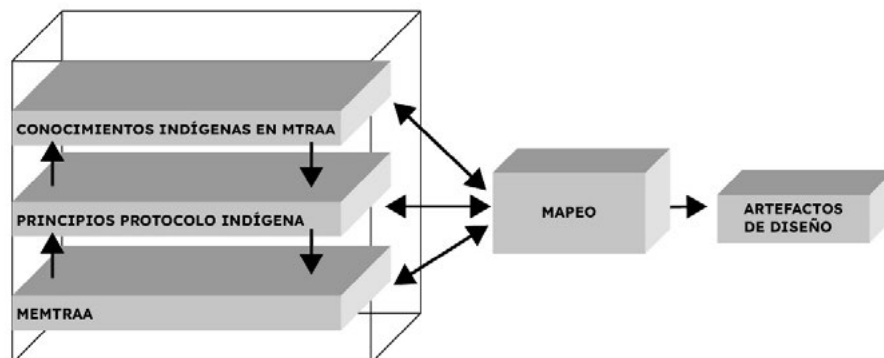 CONOCIMIENTOS INDÍGENAS EN MTRAA
PRINCIPIOS PROTOCOLO INDÍGENA
MEMTRAA
MAPEO
ARTEFACTOS
DE DISEÑO